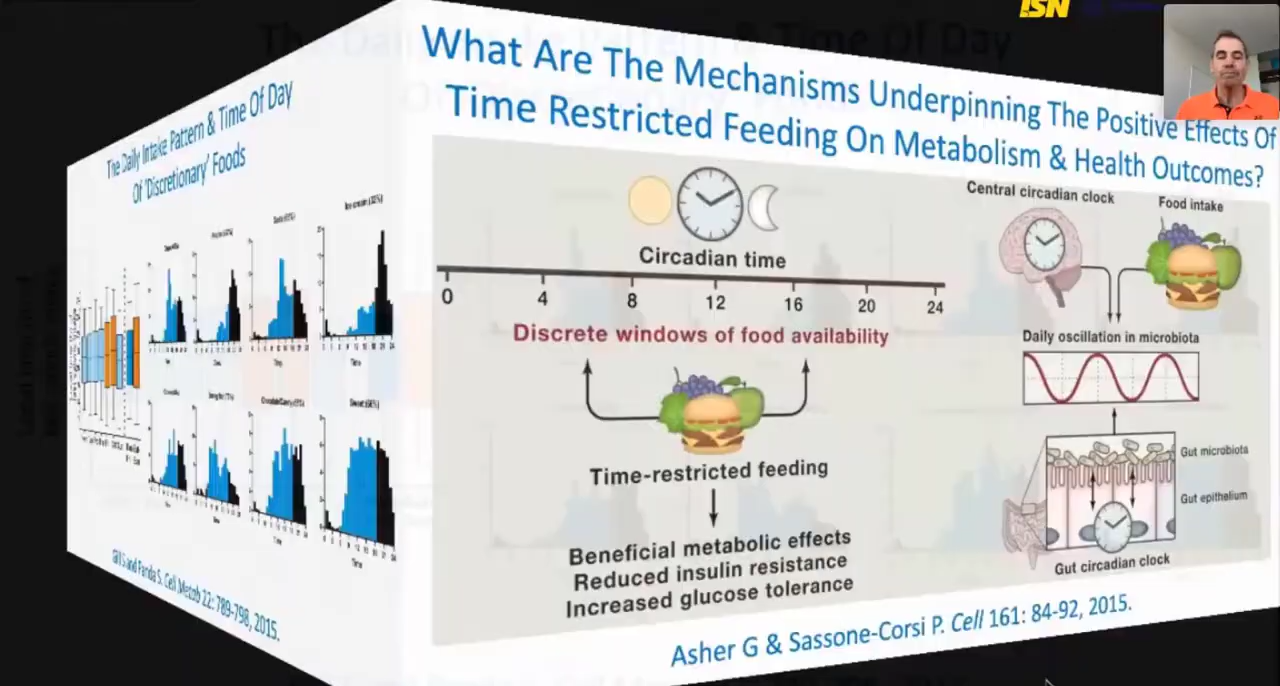 ISN
The Daily Intake Pattern & Time Of Day
Of 'Discretionary' Foods
Gill S and Panda S. Cell Metab 22: 789-798, 2015.
What Are The Mechanisms Underpinning The Positive Effects Of
Time Restricted Feeding On Metabolism & Health Outcomes?
Circadian time
0 4 8 12 16 20 24
Discrete windows of food availability
Time-restricted feeding
Beneficial metabolic effects
Reduced insulin resistance
Increased glucose tolerance
Central circadian clock
Food intake
Daily oscillation in microbiota
Gut microbiota
Gut epithelium
Gut circadian clock
Asher G & Sassone-Corsi P. Cell 161: 84-92, 2015.